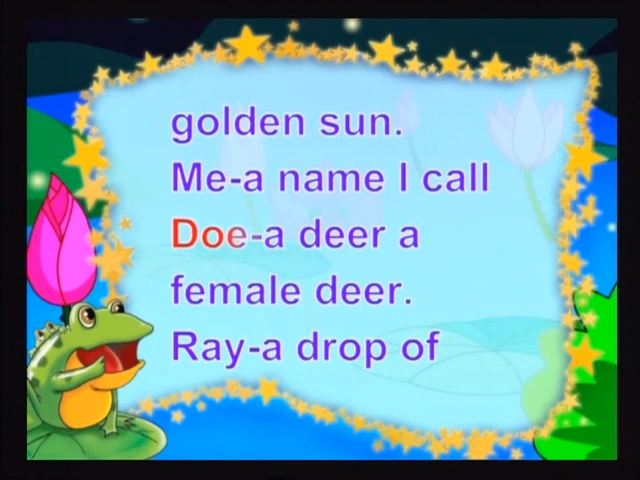 golden sun.
Me-a name I call
Doe-a deer a
female deer.
Ray-a drop of